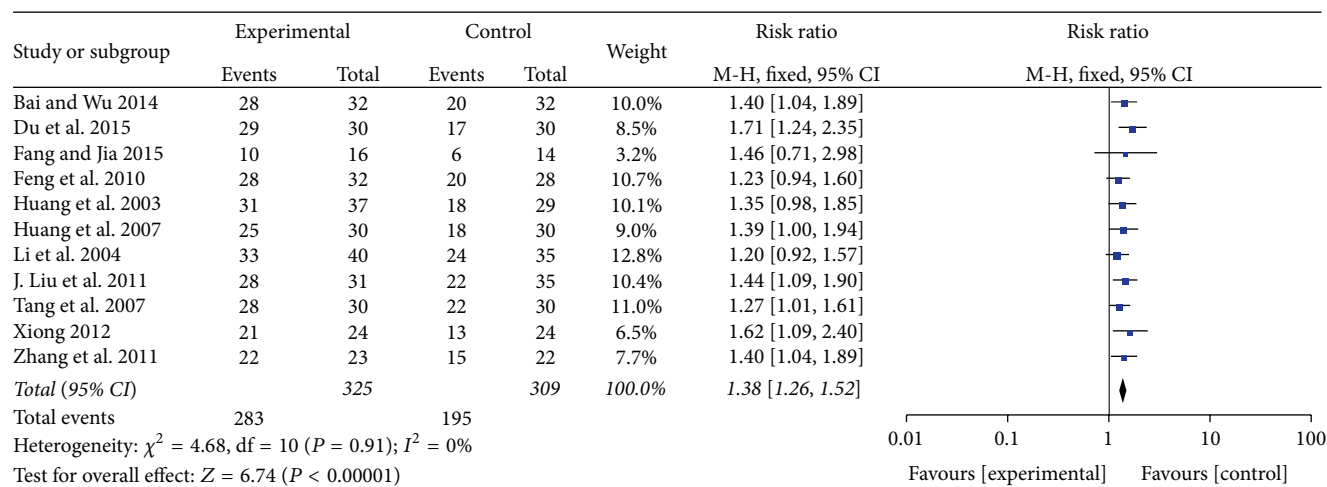 Study or subgroup Experimental Control Weight Risk ratio Risk ratio
Events Total Events Total M-H, fixed, 95% CI M-H, fixed, 95% CI
Bai and Wu 2014 28 32 20 32 10.0% 1.40 [1.04, 1.89]
Du et al. 2015 29 30 17 30 8.5% 1.71 [1.24, 2.35]
Fang and Jia 2015 10 16 6 14 3.2% 1.46 [0.71, 2.98]
Feng et al. 2010 28 32 20 28 10.7% 1.23 [0.94, 1.60]
Huang et al. 2003 31 37 18 29 10.1% 1.35 [0.98, 1.85]
Huang et al. 2007 25 30 18 30 9.0% 1.39 [1.00, 1.94]
Li et al. 2004 33 40 24 35 12.8% 1.20 [0.92, 1.57]
J. Liu et al. 2011 28 31 22 35 10.4% 1.44 [1.09, 1.90]
Tang et al. 2007 28 30 22 30 11.0% 1.27 [1.01, 1.61]
Xiong 2012 21 24 13 24 6.5% 1.62 [1.09, 2.40]
Zhang et al. 2011 22 23 15 22 7.7% 1.40 [1.04, 1.89]
Total (95% CI) 325 309 100.0% 1.38 [1.26, 1.52]
Total events 283 195
Heterogeneity: χ² = 4.68, df = 10 (P = 0.91); I² = 0%
Test for overall effect: Z = 6.74 (P < 0.00001)
0.01 0.1 1 10 100
Favours [experimental] Favours [control]